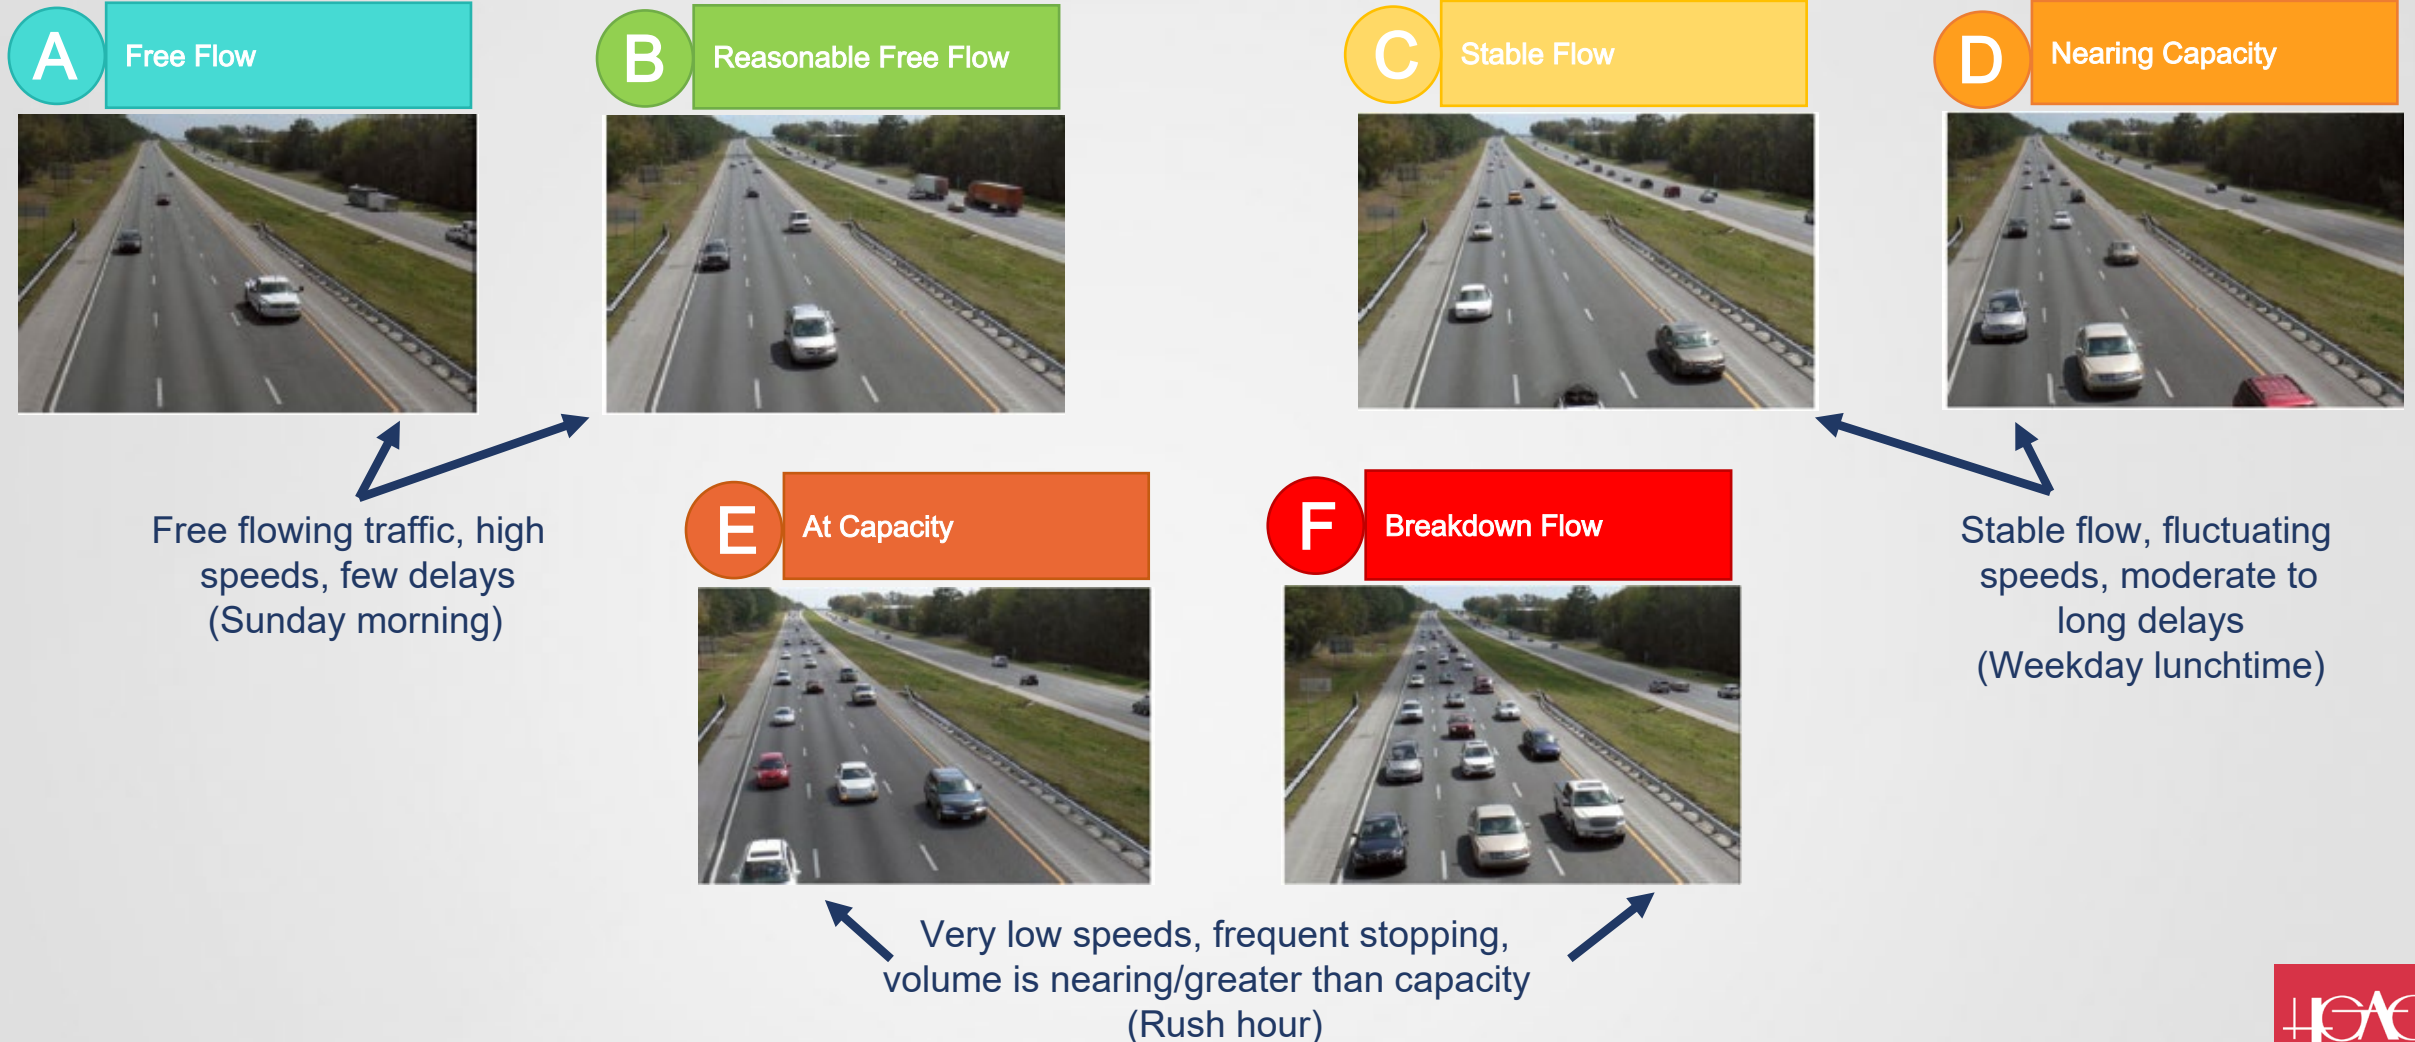 A
Free Flow
B
Reasonable Free Flow
C
Stable Flow
D
Nearing Capacity
Free flowing traffic, high
speeds, few delays
(Sunday morning)
E
At Capacity
F
Breakdown Flow
Stable flow, fluctuating
speeds, moderate to
long delays
(Weekday lunchtime)
Very low speeds, frequent stopping,
volume is nearing/greater than capacity
(Rush hour)